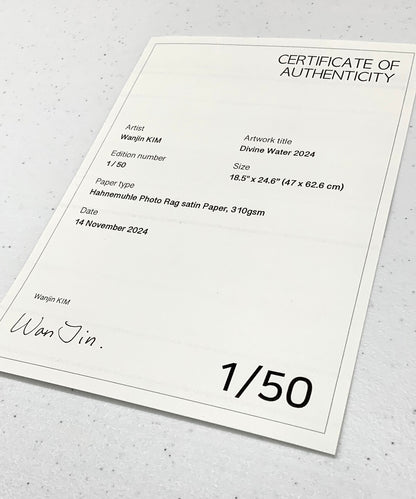 CERTIFICATE OF
AUTHENTICITY
Artist
Wanjin KIM
Artwork title
Divine Water 2024
Edition number
1 / 50
Size
18.5" x 24.6" (47 x 62.6 cm)
Paper type
Hahnemuhle Photo Rag satin Paper, 310gsm
Date
14 November 2024
Wanjin KIM
Wan Jin.
1/50